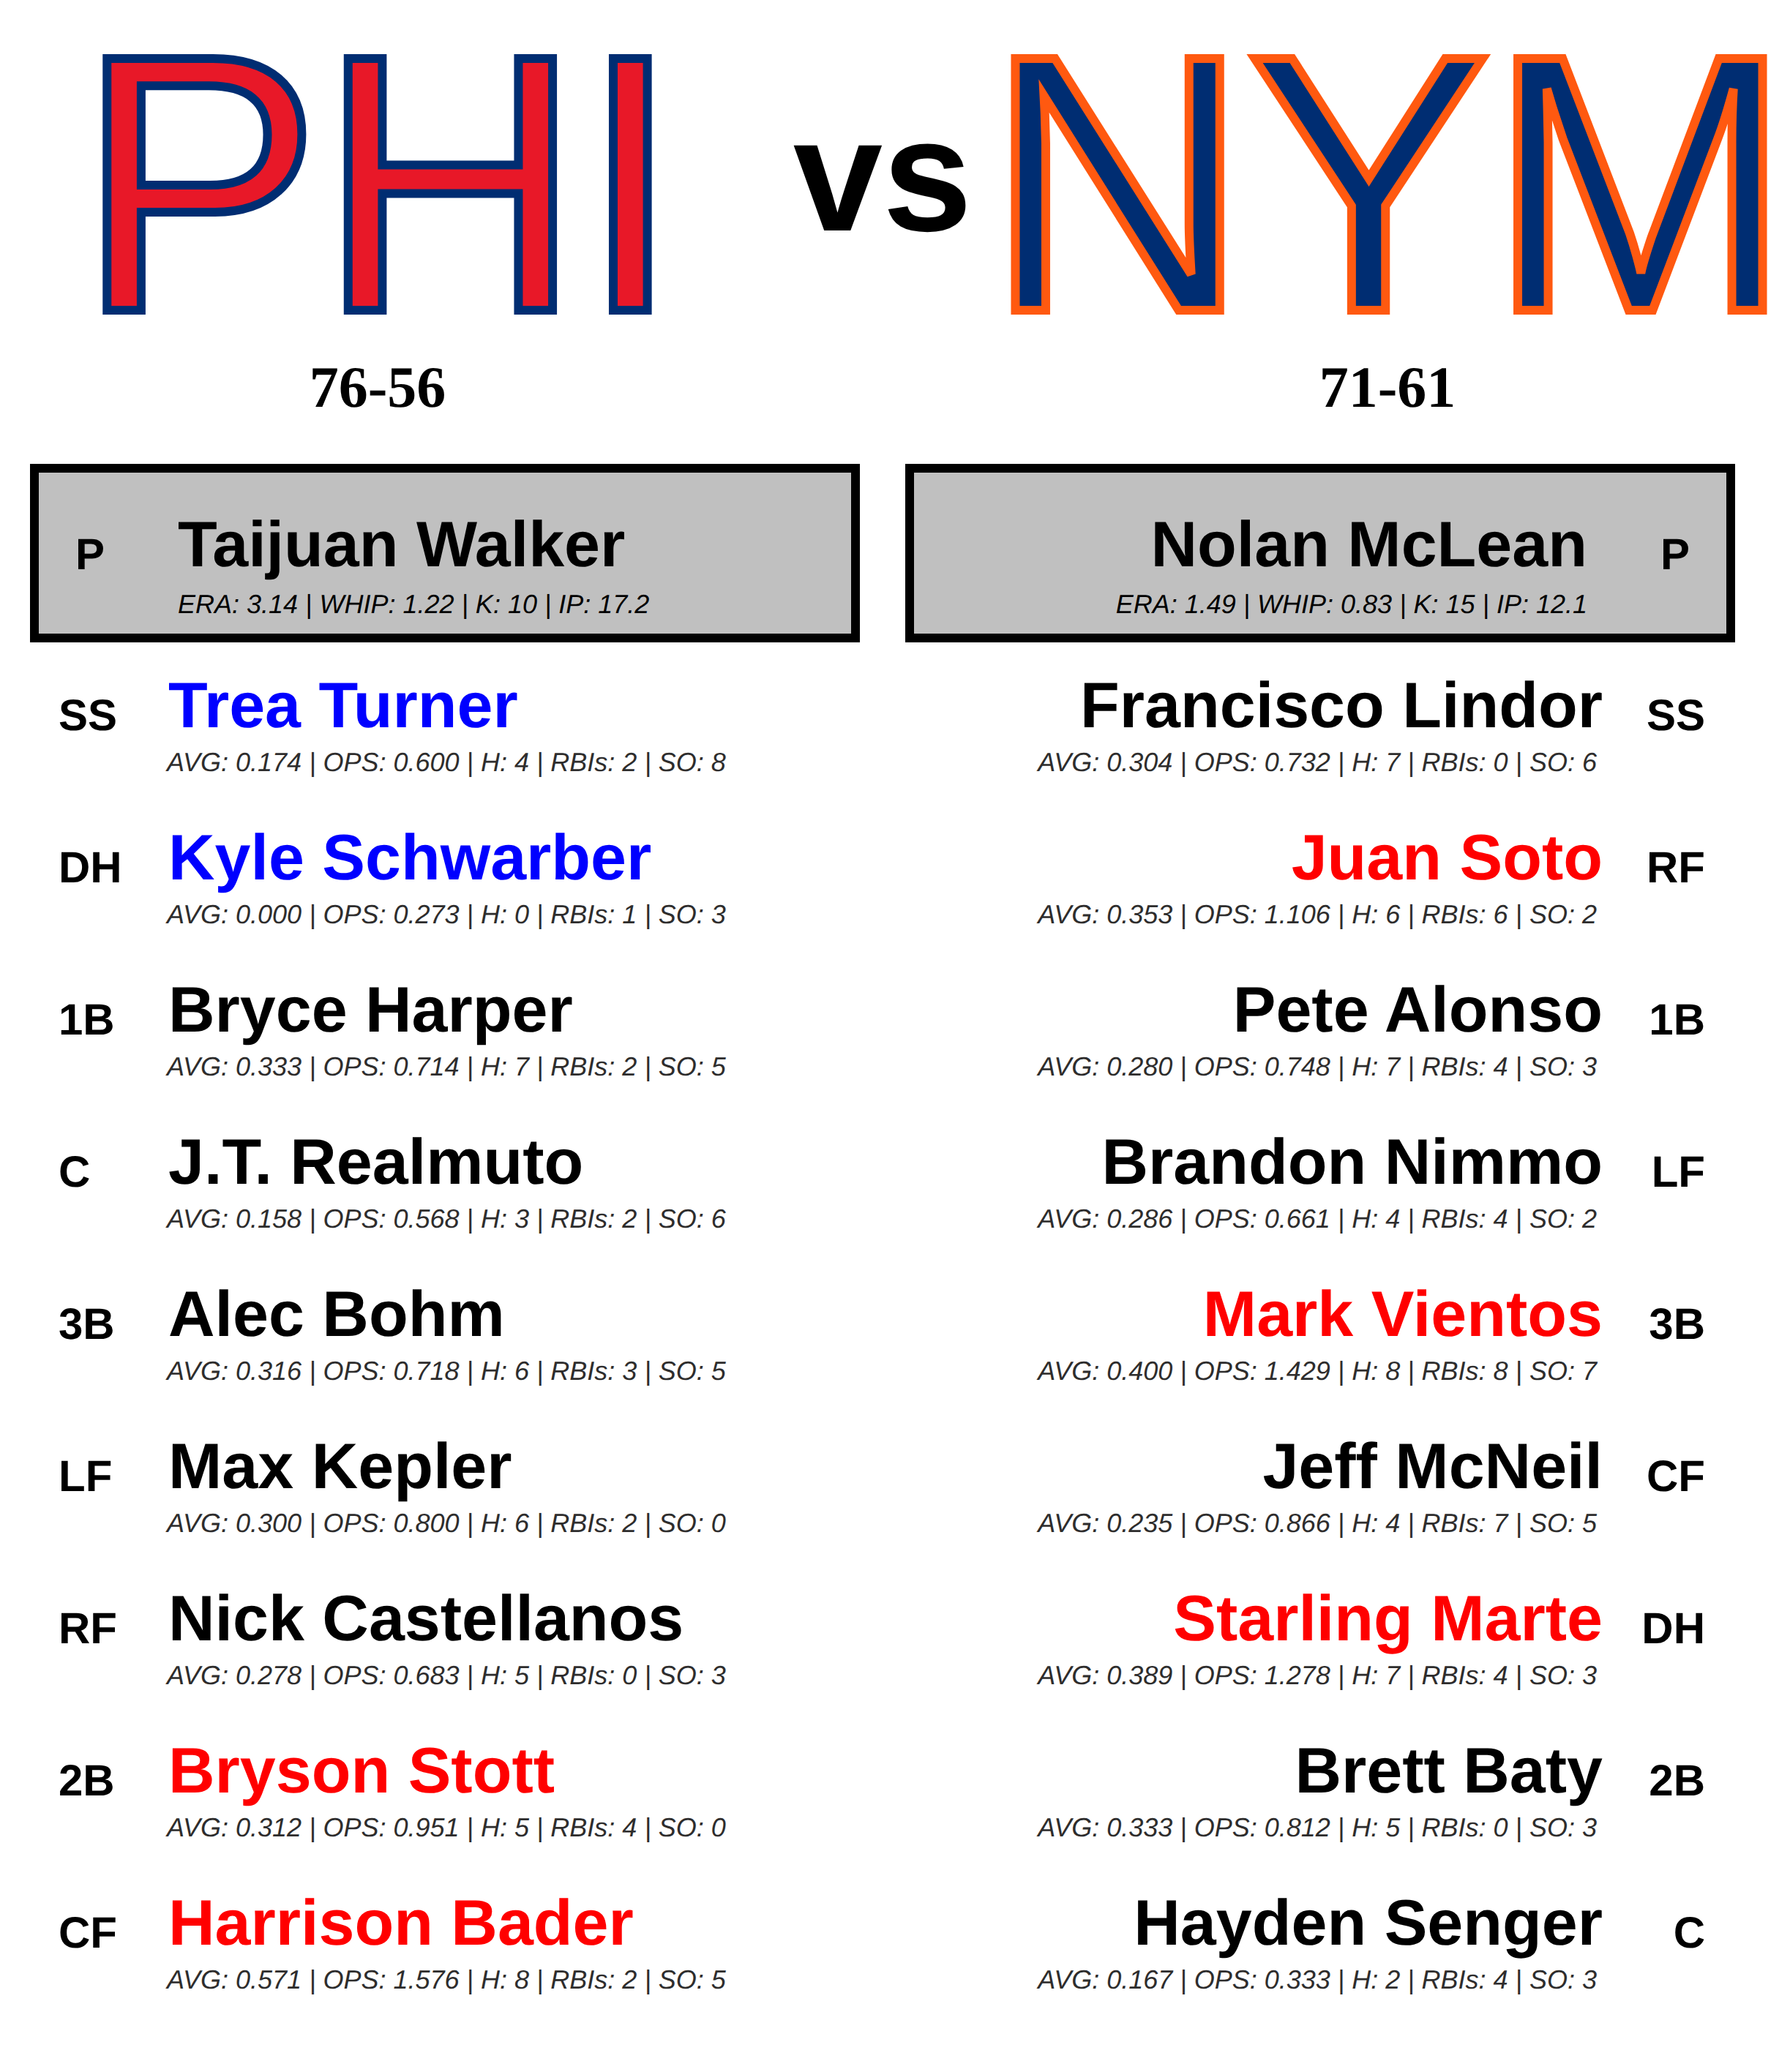 PHI vs NYM
76-56 71-61
P Taijuan Walker
ERA: 3.14 | WHIP: 1.22 | K: 10 | IP: 17.2
Nolan McLean P
ERA: 1.49 | WHIP: 0.83 | K: 15 | IP: 12.1
SS Trea Turner
AVG: 0.174 | OPS: 0.600 | H: 4 | RBIs: 2 | SO: 8
DH Kyle Schwarber
AVG: 0.000 | OPS: 0.273 | H: 0 | RBIs: 1 | SO: 3
1B Bryce Harper
AVG: 0.333 | OPS: 0.714 | H: 7 | RBIs: 2 | SO: 5
C J.T. Realmuto
AVG: 0.158 | OPS: 0.568 | H: 3 | RBIs: 2 | SO: 6
3B Alec Bohm
AVG: 0.316 | OPS: 0.718 | H: 6 | RBIs: 3 | SO: 5
LF Max Kepler
AVG: 0.300 | OPS: 0.800 | H: 6 | RBIs: 2 | SO: 0
RF Nick Castellanos
AVG: 0.278 | OPS: 0.683 | H: 5 | RBIs: 0 | SO: 3
2B Bryson Stott
AVG: 0.312 | OPS: 0.951 | H: 5 | RBIs: 4 | SO: 0
CF Harrison Bader
AVG: 0.571 | OPS: 1.576 | H: 8 | RBIs: 2 | SO: 5
Francisco Lindor SS
AVG: 0.304 | OPS: 0.732 | H: 7 | RBIs: 0 | SO: 6
Juan Soto RF
AVG: 0.353 | OPS: 1.106 | H: 6 | RBIs: 6 | SO: 2
Pete Alonso 1B
AVG: 0.280 | OPS: 0.748 | H: 7 | RBIs: 4 | SO: 3
Brandon Nimmo LF
AVG: 0.286 | OPS: 0.661 | H: 4 | RBIs: 4 | SO: 2
Mark Vientos 3B
AVG: 0.400 | OPS: 1.429 | H: 8 | RBIs: 8 | SO: 7
Jeff McNeil CF
AVG: 0.235 | OPS: 0.866 | H: 4 | RBIs: 7 | SO: 5
Starling Marte DH
AVG: 0.389 | OPS: 1.278 | H: 7 | RBIs: 4 | SO: 3
Brett Baty 2B
AVG: 0.333 | OPS: 0.812 | H: 5 | RBIs: 0 | SO: 3
Hayden Senger C
AVG: 0.167 | OPS: 0.333 | H: 2 | RBIs: 4 | SO: 3